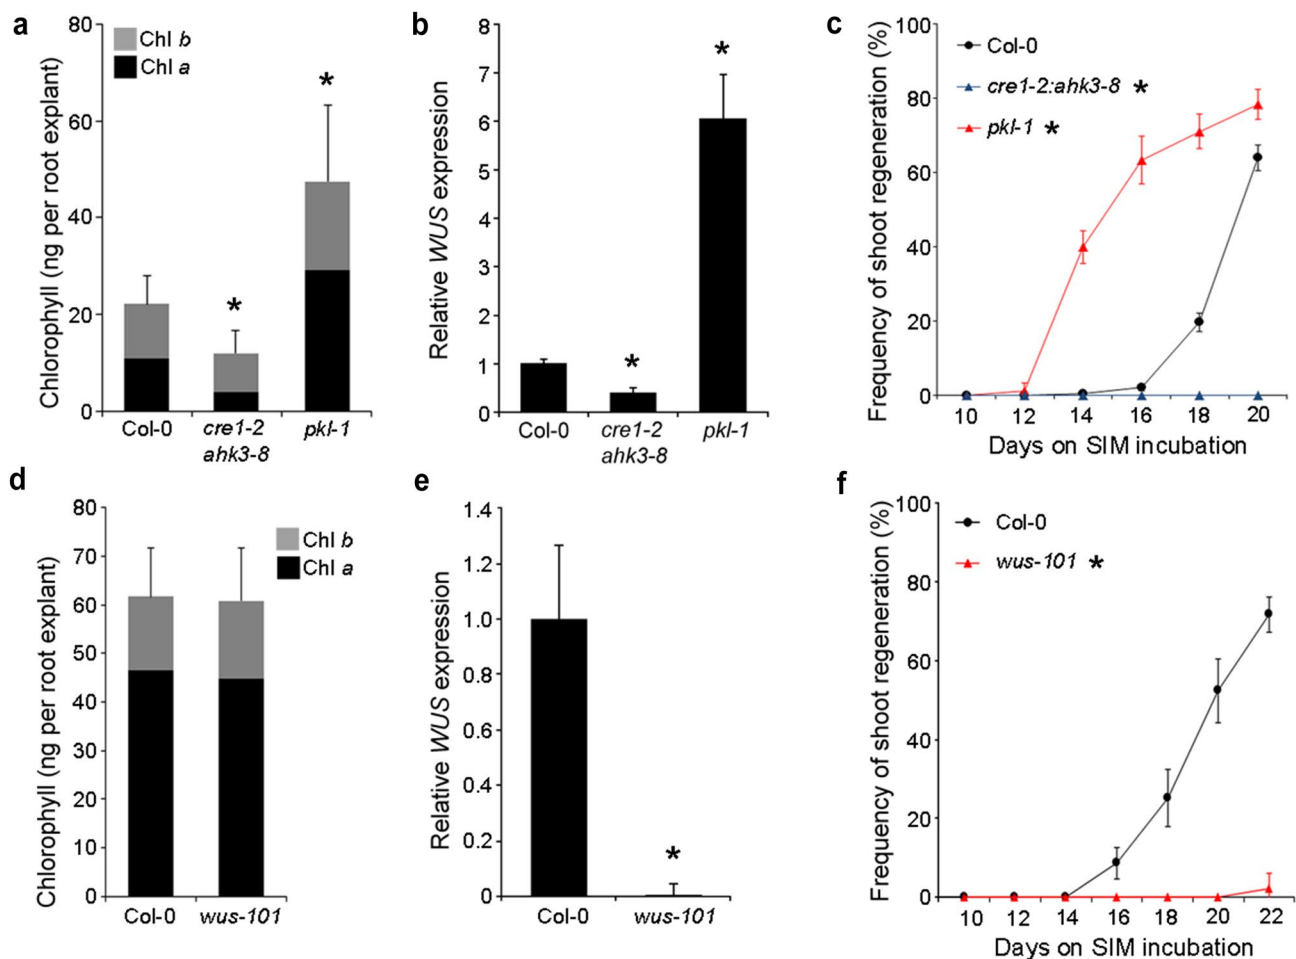 a
80
60
40
20
0
Chlorophyll (ng per root explant)
Chl b
Chl a
*
*
Col-0
cre1-2
ahk3-8
pkl-1
b
8
7
6
5
4
3
2
1
0
Relative WUS expression
*
*
Col-0
cre1-2
ahk3-8
pkl-1
c
100
80
60
40
20
0
Frequency of shoot regeneration (%)
Col-0
cre1-2:ahk3-8 *
pkl-1 *
10 12 14 16 18 20
Days on SIM incubation
d
80
70
60
50
40
30
20
10
0
Chlorophyll (ng per root explant)
Chl b
Chl a
Col-0 wus-101
e
1.4
1.2
1.0
0.8
0.6
0.4
0.2
0
Relative WUS expression
*
Col-0 wus-101
f
100
80
60
40
20
0
Frequency of shoot regeneration (%)
Col-0
wus-101 *
10 12 14 16 18 20 22
Days on SIM incubation